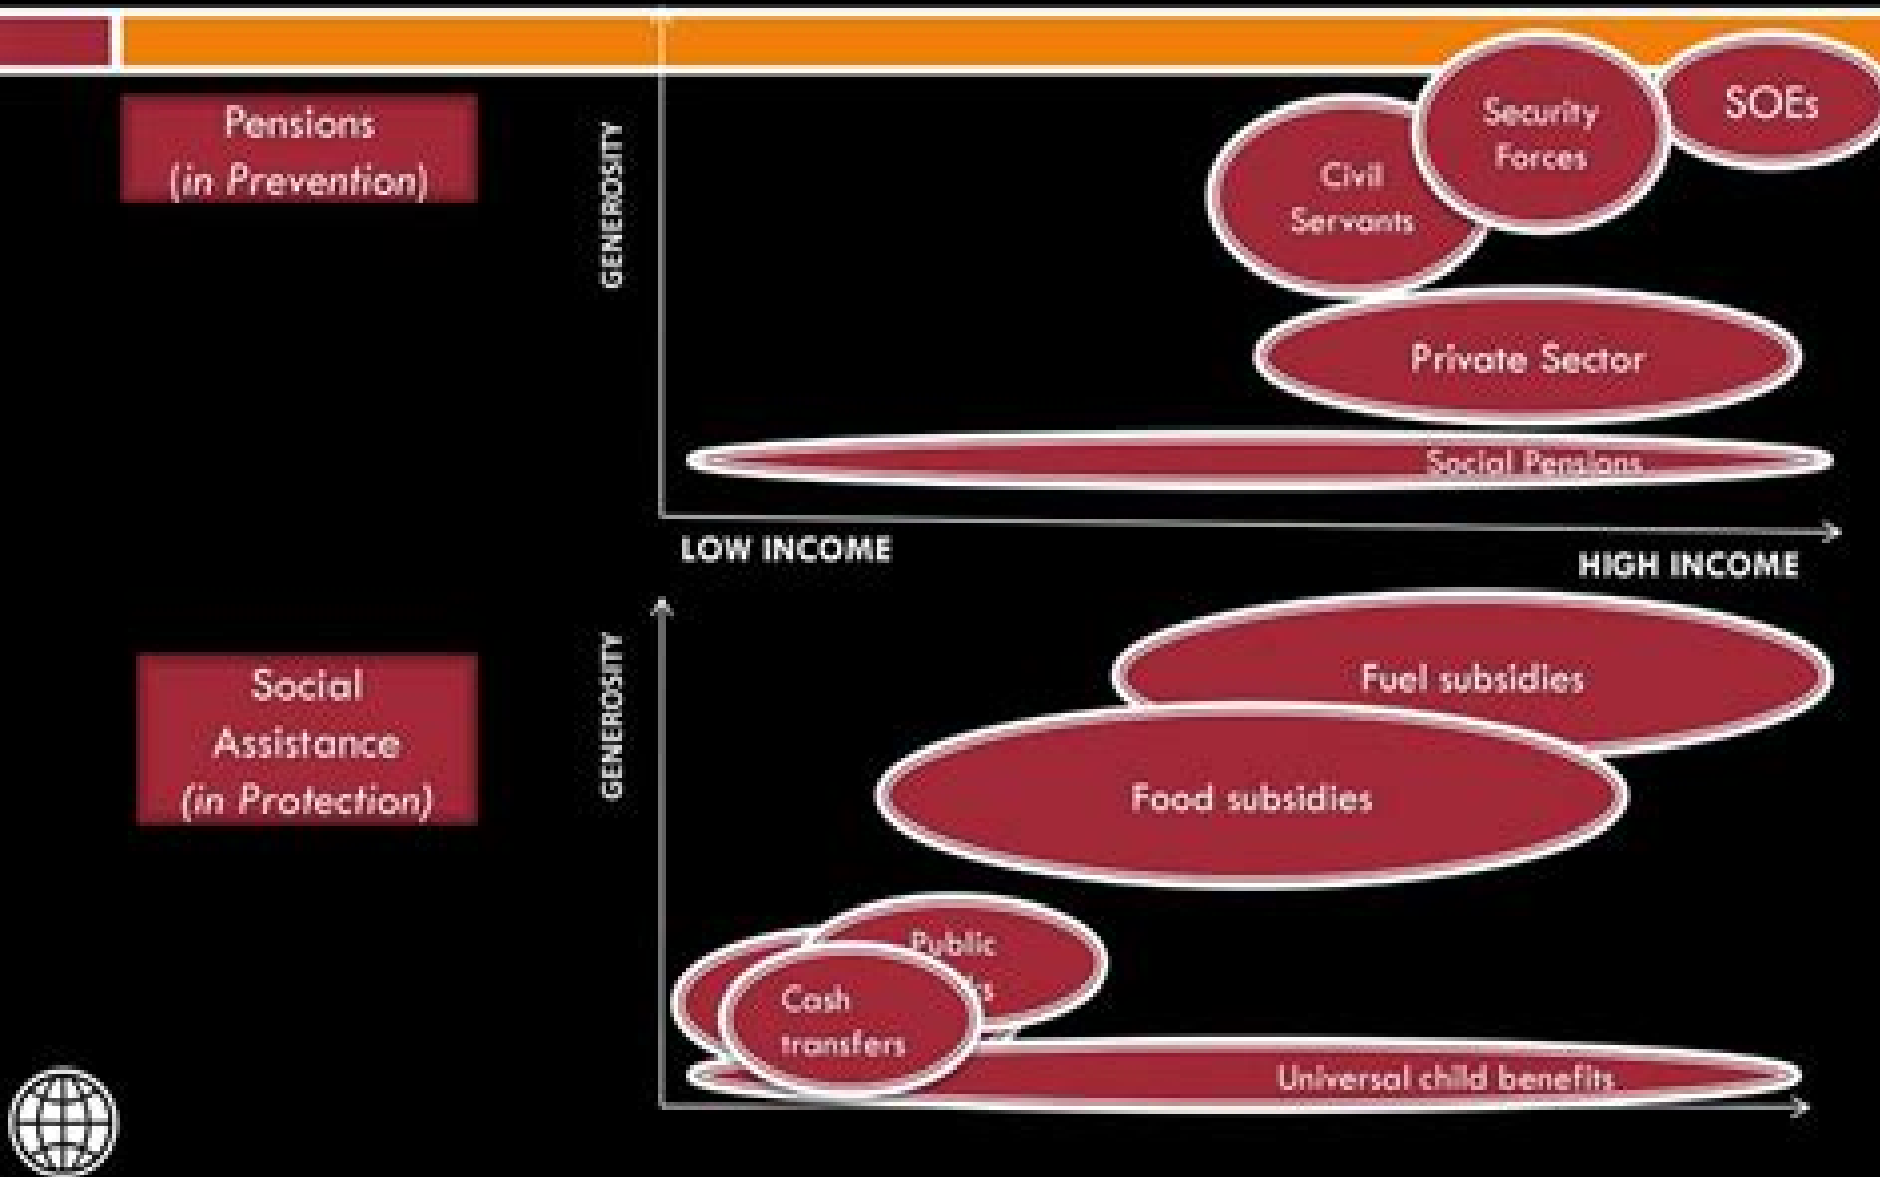 Pensions
(in Prevention)
GENEROSITY
Civil
Servants
Security
Forces
SOEs
Private Sector
Social Pensions
LOW INCOME
HIGH INCOME
Social
Assistance
(in Protection)
GENEROSITY
Fuel subsidies
Food subsidies
Public
Cash
transfers
Universal child benefits